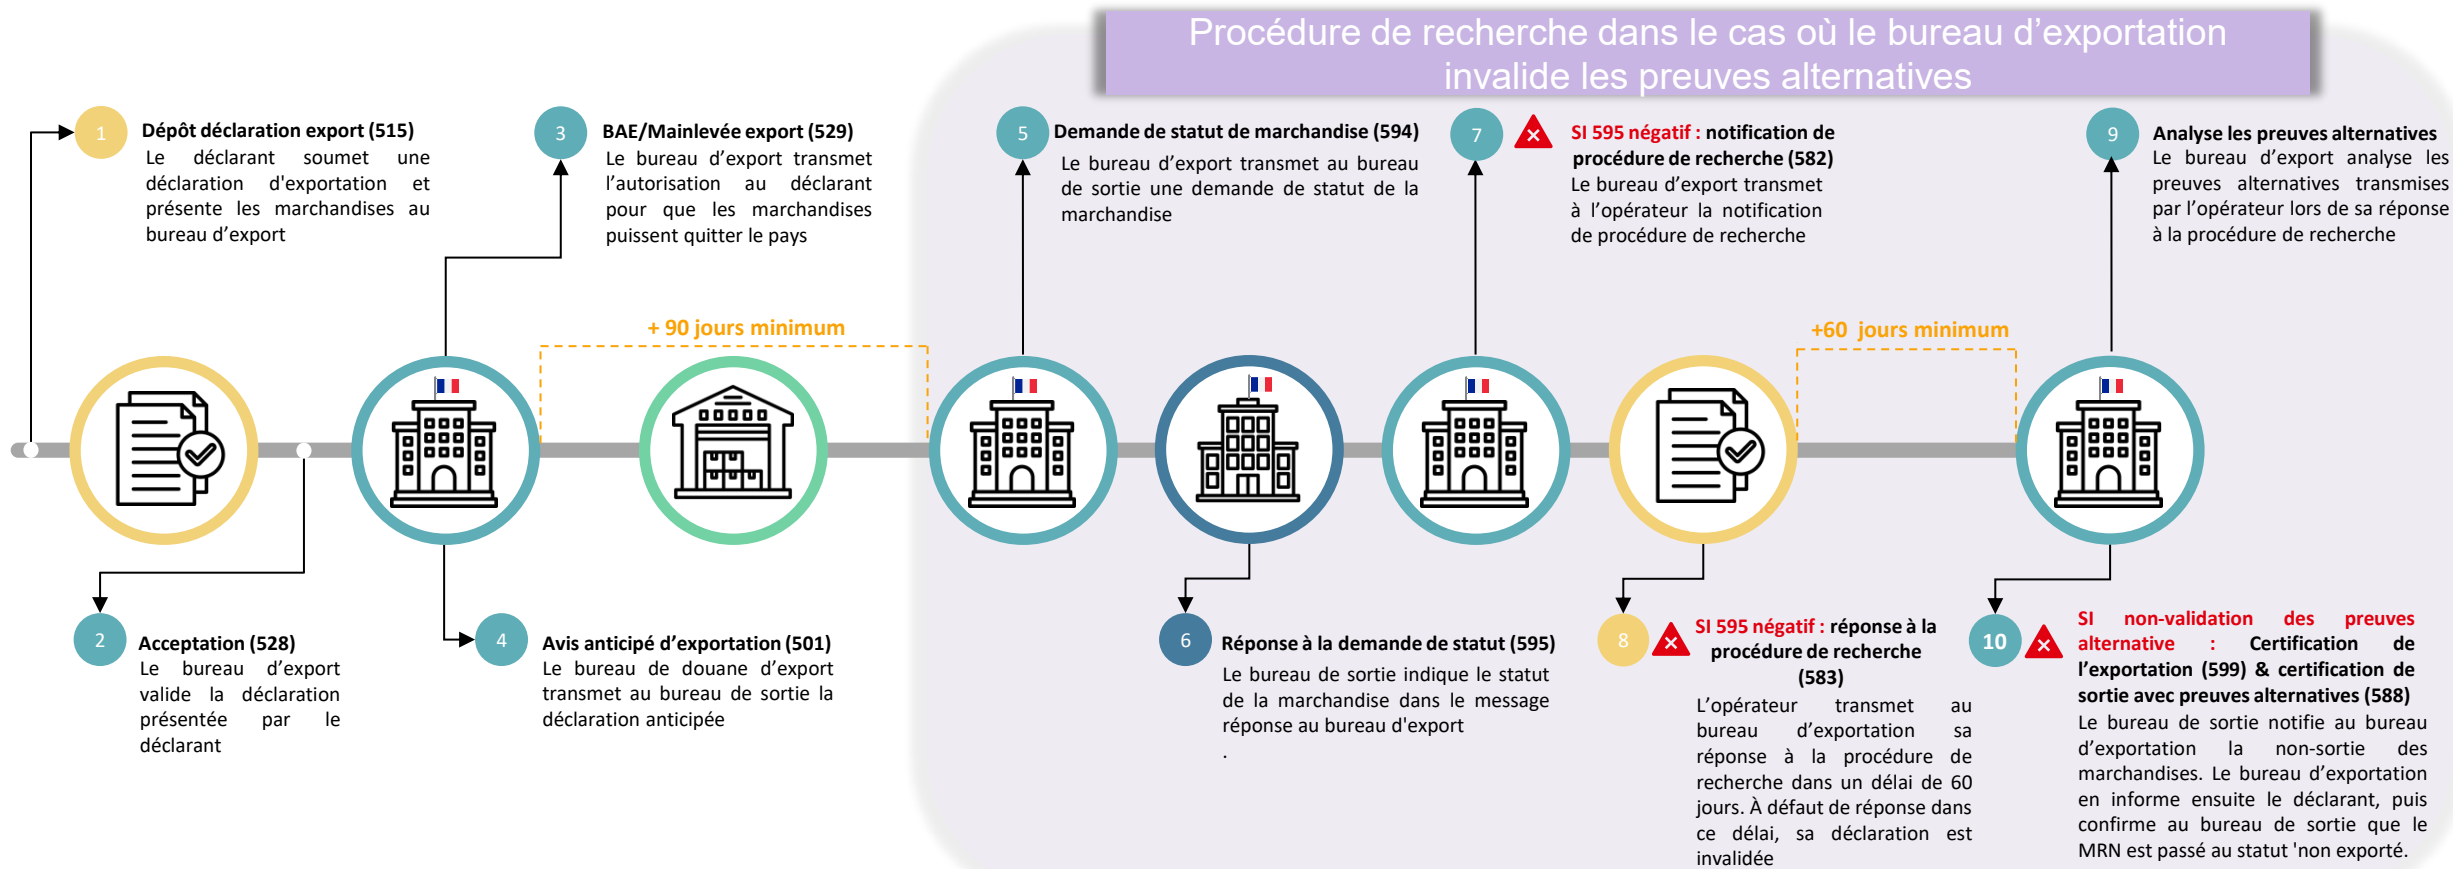 Procédure de recherche dans le cas où le bureau d'exportation
invalide les preuves alternatives
1
Dépôt déclaration export (515)
Le déclarant soumet une
déclaration d'exportation et
présente les marchandises au
bureau d'export
3
BAE/Mainlevée export (529)
Le bureau d'export transmet
l'autorisation au déclarant
pour que les marchandises
puissent quitter le pays
5
Demande de statut de marchandise (594)
Le bureau d'export transmet au bureau
de sortie une demande de statut de la
marchandise
7
SI 595 négatif : notification de
procédure de recherche (582)
Le bureau d'export transmet
à l'opérateur la notification
de procédure de recherche
9
Analyse les preuves alternatives
Le bureau d'export analyse les
preuves alternatives transmises
par l'opérateur lors de sa réponse
à la procédure de recherche
+ 90 jours minimum
+60 jours minimum
2
Acceptation (528)
Le bureau d'export
valide la déclaration
présentée par le
déclarant
4
Avis anticipé d'exportation (501)
Le bureau de douane d'export
transmet au bureau de sortie la
déclaration anticipée
6
Réponse à la demande de statut (595)
Le bureau de sortie indique le statut
de la marchandise dans le message
réponse au bureau d'export
.
8
SI 595 négatif : réponse à la
procédure de recherche
(583)
L'opérateur transmet au
bureau d'exportation sa
réponse à la procédure de
recherche dans un délai de 60
jours. À défaut de réponse dans
ce délai, sa déclaration est
invalidée
10
SI non-validation des preuves
alternative : Certification de
l'exportation (599) & certification de
sortie avec preuves alternatives (588)
Le bureau de sortie notifie au bureau
d'exportation la non-sortie des
marchandises. Le bureau d'exportation
en informe ensuite le déclarant, puis
confirme au bureau de sortie que le
MRN est passé au statut 'non exporté.